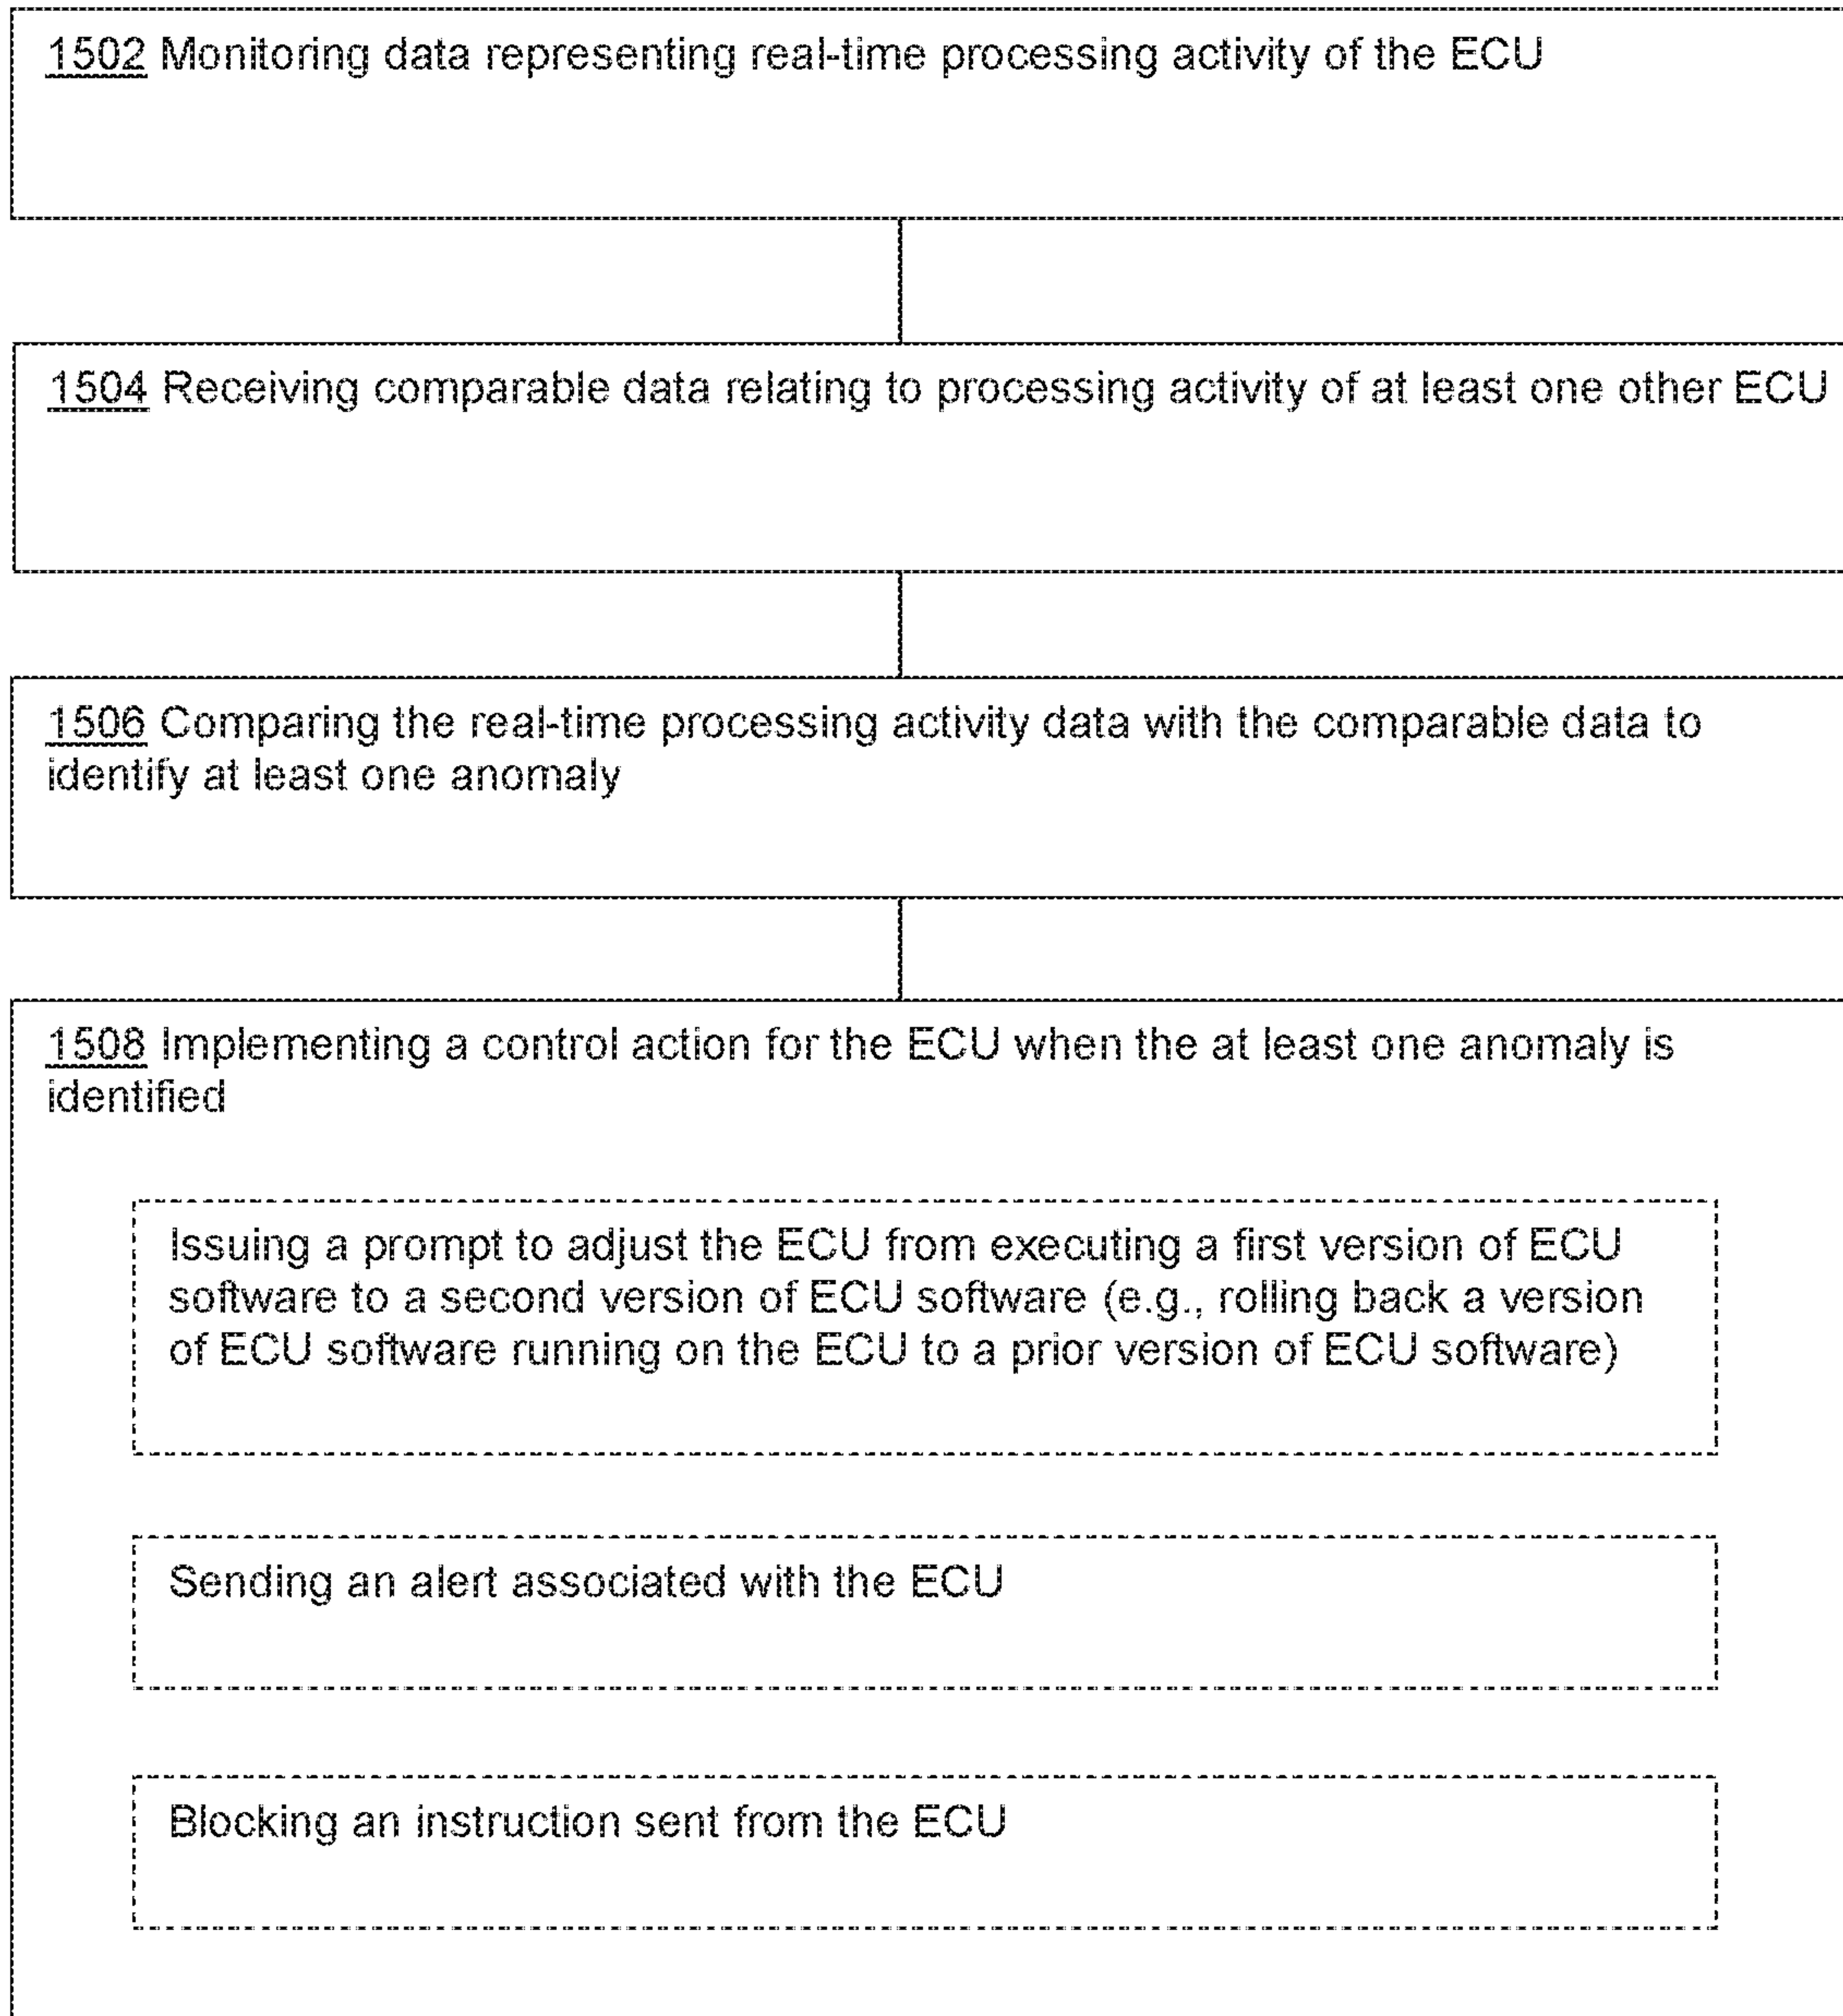 1502 Monitoring data representing real-time processing activity of the ECU
1504 Receiving comparable data relating to processing activity of at least one other ECU
1506 Comparing the real-time processing activity data with the comparable data to
identify at least one anomaly
1508 Implementing a control action for the ECU when the at least one anomaly is
identified
Issuing a prompt to adjust the ECU from executing a first version of ECU
software to a second version of ECU software (e.g., rolling back a version
of ECU software running on the ECU to a prior version of ECU software)
Sending an alert associated with the ECU
Blocking an instruction sent from the ECU